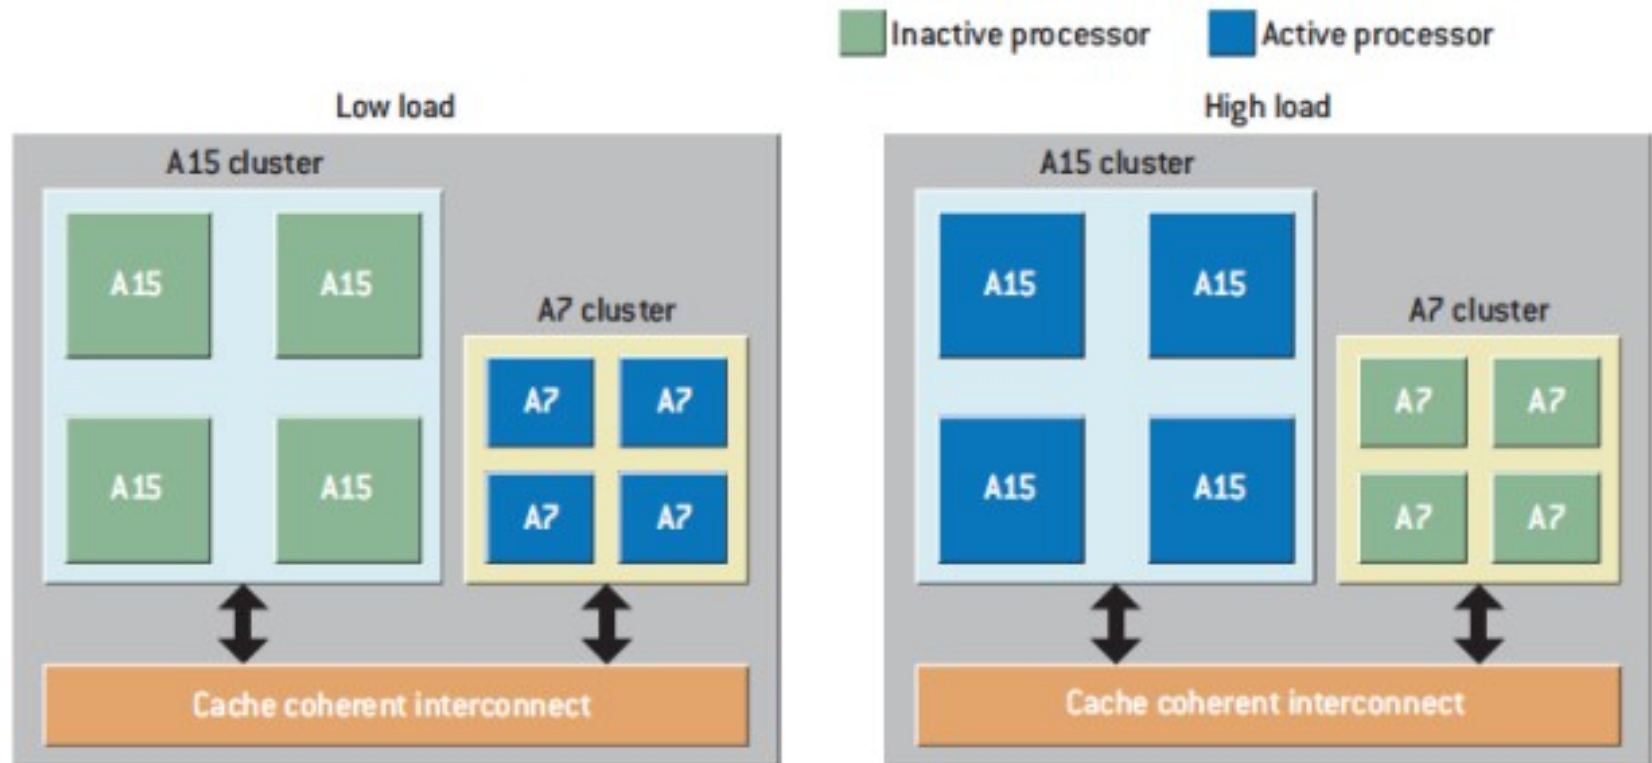 Inactive processor
Active processor
Low load
A15 cluster
A15
A15
A7 cluster
A7
A7
A15
A15
A7
A7
Cache coherent interconnect
High load
A15 cluster
A15
A15
A7 cluster
A7
A7
A15
A15
A7
A7
Cache coherent interconnect